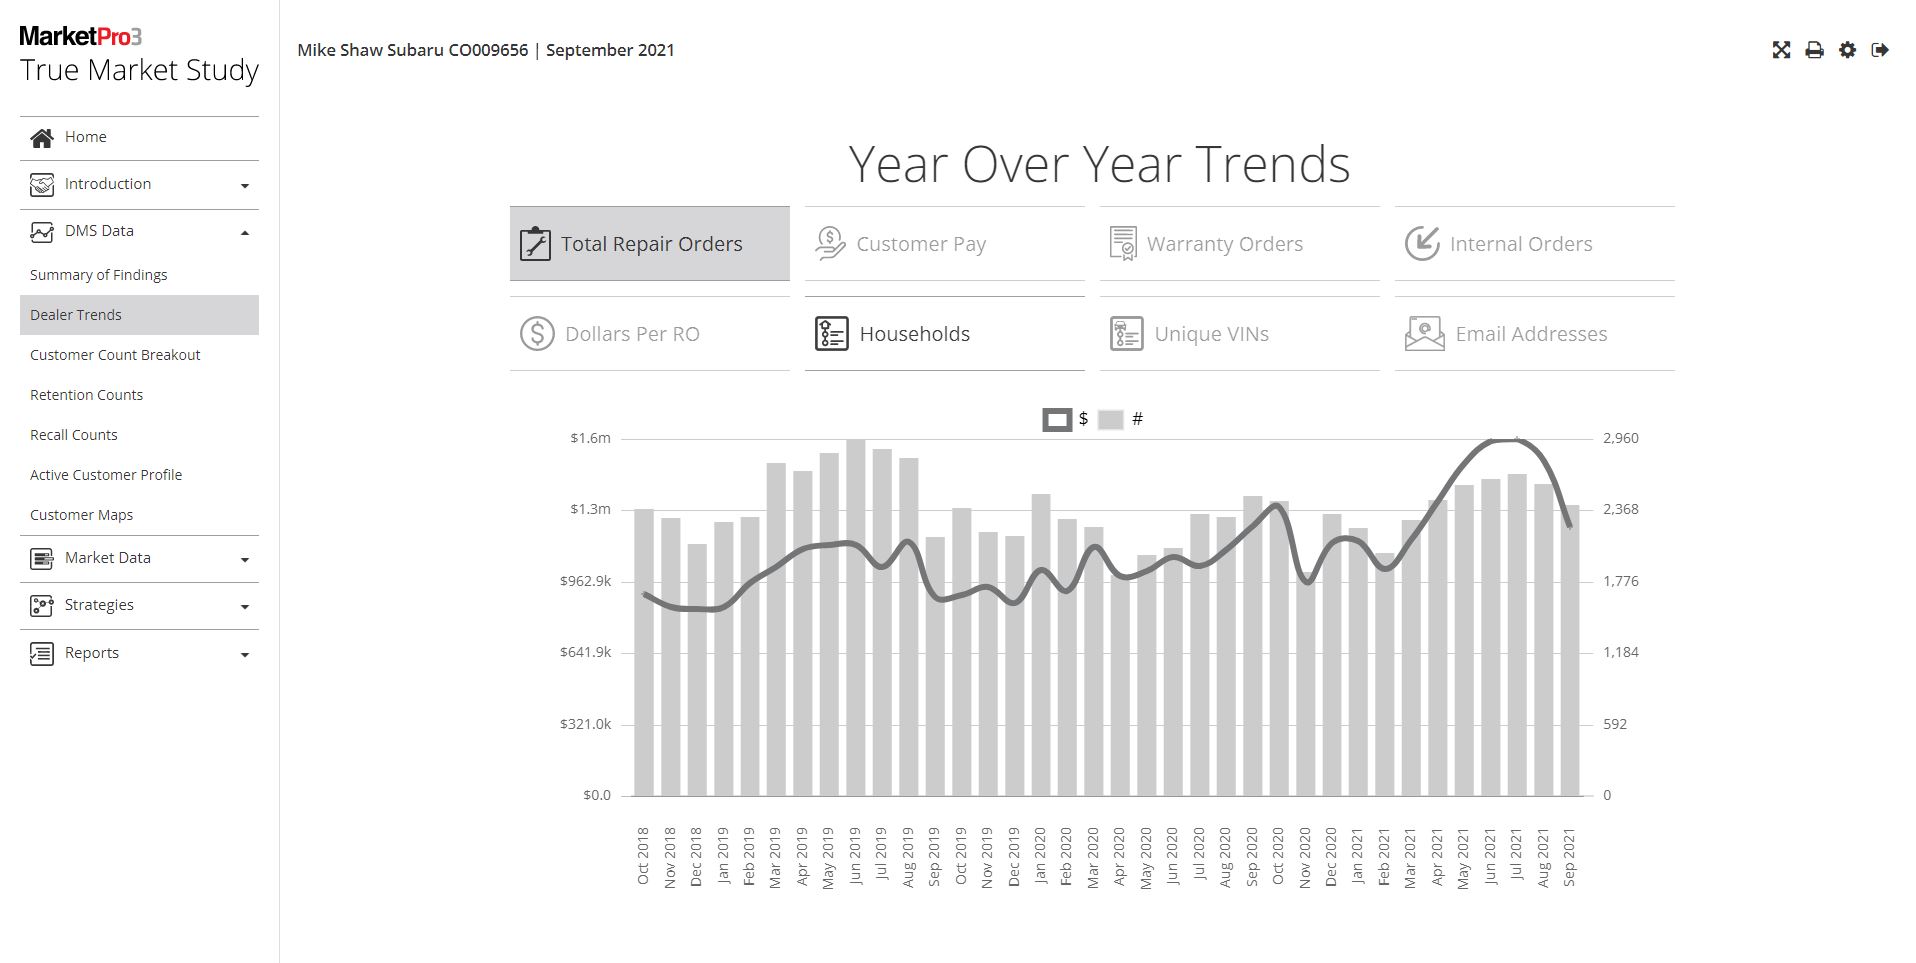 MarketPro3
True Market Study
Home
Introduction
DMS Data
Summary of Findings
Dealer Trends
Customer Count Breakout
Retention Counts
Recall Counts
Active Customer Profile
Customer Maps
Market Data
Strategies
Reports
Mike Shaw Subaru CO009656 | September 2021
Year Over Year Trends
Total Repair Orders
Customer Pay
Warranty Orders
Internal Orders
Dollars Per RO
Households
Unique VINs
Email Addresses
$ #
$1.6m
$1.3m
$962.9k
$641.9k
$321.0k
$0.0
2,960
2,368
1,776
1,184
592
0
Oct 2018
Nov 2018
Dec 2018
Jan 2019
Feb 2019
Mar 2019
Apr 2019
May 2019
Jun 2019
Jul 2019
Aug 2019
Sep 2019
Oct 2019
Nov 2019
Dec 2019
Jan 2020
Feb 2020
Mar 2020
Apr 2020
May 2020
Jun 2020
Jul 2020
Aug 2020
Sep 2020
Oct 2020
Nov 2020
Dec 2020
Jan 2021
Feb 2021
Mar 2021
Apr 2021
May 2021
Jun 2021
Jul 2021
Aug 2021
Sep 2021